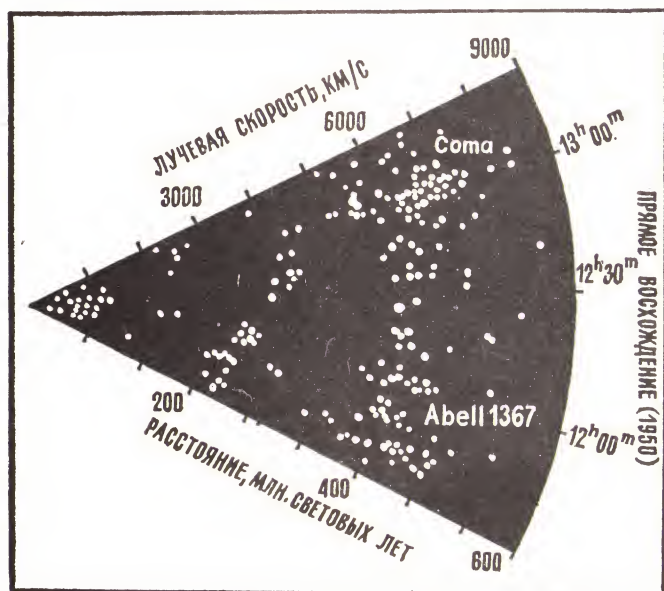 ЛУЧЕВАЯ СКОРОСТЬ, КМ/С
3000
6000
9000
Coma
Abell 1367
13ʰ 00ᵐ
12ʰ 30ᵐ
12ʰ 00ᵐ
ПРЯМОЕ ВОСХОЖДЕНИЕ (1950)
200
400
600
РАССТОЯНИЕ, МЛН. СВЕТОВЫХ ЛЕТ